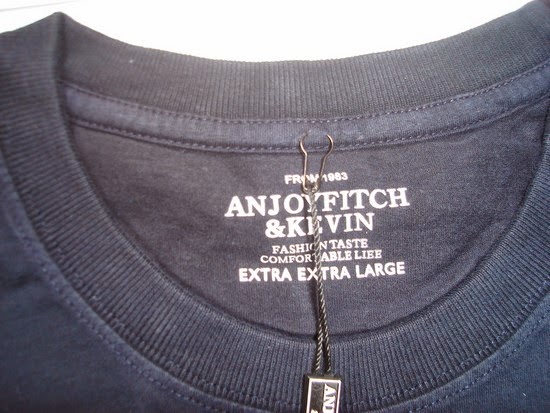 FROM 1983
ANJOYFITCH
&KEVIN
FASHION TASTE
COMFORTABLE LIEE
EXTRA EXTRA LARGE